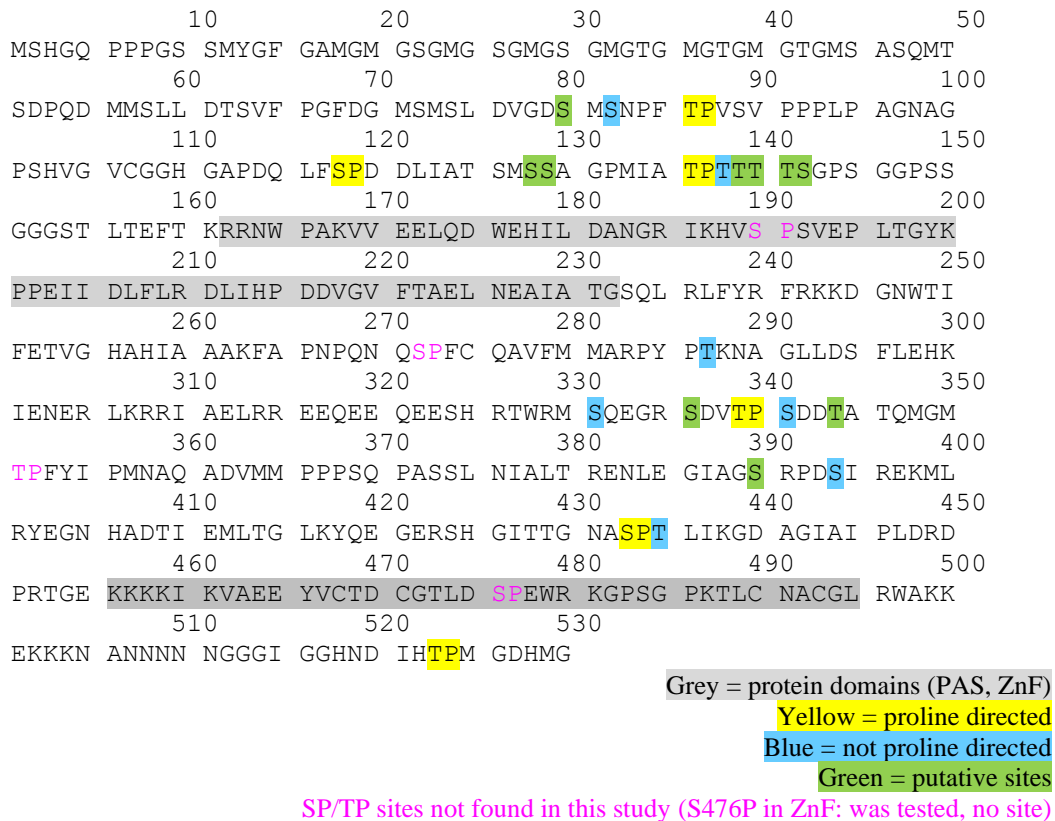 10 20 30 40 50
MSHGQ PPPGS SMYGF GAMGM GSGMG SGMGS GMGTG MGTGM GTGMS ASQMT
60 70 80 90 100
SDPQD MMSLL DTSVF PGFDG MSMSL DVGDS MSNPF TPVSV PPPLP AGNAG
110 120 130 140 150
PSHVG VCGGH GAPDQ LFSPD DLIAT SMSSA GPMIA TPTTT TSGPS GGPSS
160 170 180 190 200
GGGST LTEFT KRRNW PAKVV EELQD WEHIL DANGR IKHVS PSVEP LTGYK
210 220 230 240 250
PPEII DLFLR DLIHP DDVGV FTAEL NEAIA TGSQL RLFYR FRKKD GNWTI
260 270 280 290 300
FETVG HAHIA AAKFA PNPQN QSPFC QAVFM MARPY PTKNA GLLDS FLEHK
310 320 330 340 350
IENER LKRRI AELRR EEQEE QEESH RTWRM SQEGR SDVTP SDDTA TQMGM
360 370 380 390 400
TPFYI PMNAQ ADVMM PPPSQ PASSL NIALT RENLE GIAGS RPDSI REKML
410 420 430 440 450
RYEGN HADTI EMLTG LKYQE GERSH GITTG NASPT LIKGD AGIAI PLDRD
460 470 480 490 500
PRTGE KKKKI KVAEE YVCTD CGTLD SPEWR KGPSG PKTLC NACGL RWAKK
510 520 530
EKKKN ANNNN NGGGI GGHND IHTPM GDHMG
Grey = protein domains (PAS, ZnF)
Yellow = proline directed
Blue = not proline directed
Green = putative sites
SP/TP sites not found in this study (S476P in ZnF: was tested, no site)